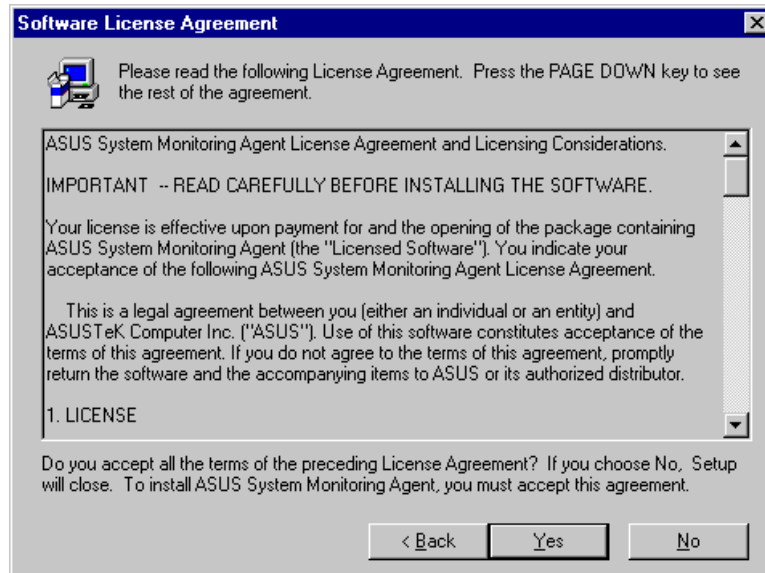 Software License Agreement
Please read the following License Agreement. Press the PAGE DOWN key to see
the rest of the agreement.
ASUS System Monitoring Agent License Agreement and Licensing Considerations.
IMPORTANT -- READ CAREFULLY BEFORE INSTALLING THE SOFTWARE.
Your license is effective upon payment for and the opening of the package containing
ASUS System Monitoring Agent (the "Licensed Software"). You indicate your
acceptance of the following ASUS System Monitoring Agent License Agreement.
This is a legal agreement between you (either an individual or an entity) and
ASUSTeK Computer Inc. ("ASUS"). Use of this software constitutes acceptance of the
terms of this agreement. If you do not agree to the terms of this agreement, promptly
return the software and the accompanying items to ASUS or its authorized distributor.
1. LICENSE
Do you accept all the terms of the preceding License Agreement? If you choose No, Setup
will close. To install ASUS System Monitoring Agent, you must accept this agreement.
< Back Yes No